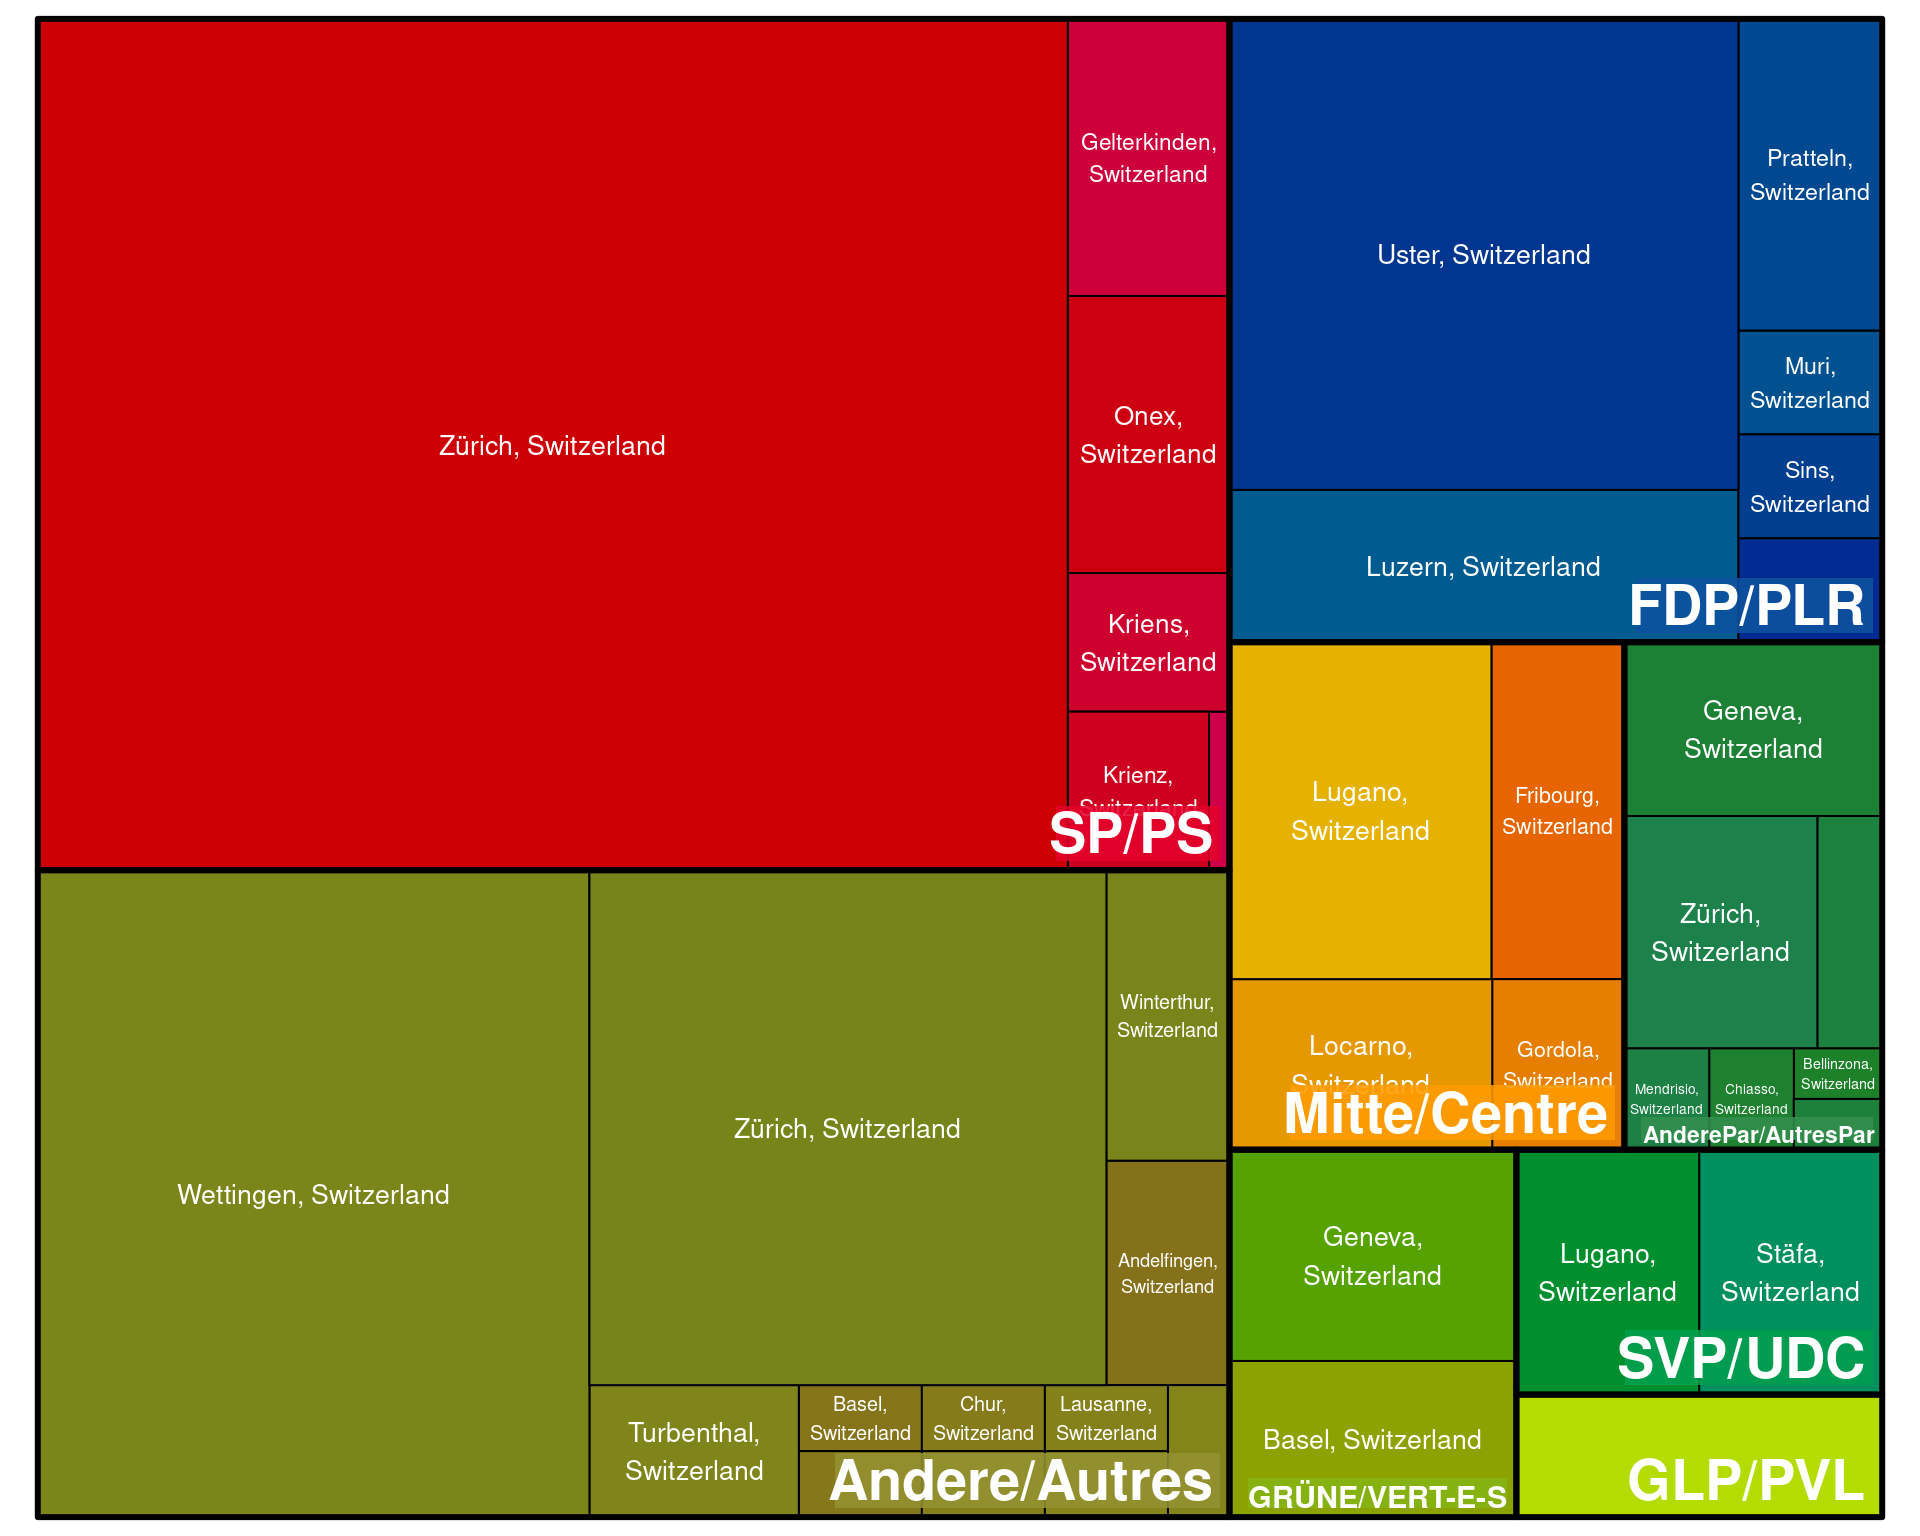 Zürich, Switzerland
Gelterkinden,
Switzerland
Onex,
Switzerland
Kriens,
Switzerland
Krienz,
Switzerland
SP/PS
Uster, Switzerland
Pratteln,
Switzerland
Muri,
Switzerland
Sins,
Switzerland
Luzern, Switzerland
FDP/PLR
Lugano,
Switzerland
Fribourg,
Switzerland
Locarno,
Switzerland
Gordola,
Switzerland
Mitte/Centre
Geneva,
Switzerland
Zürich,
Switzerland
Mendrisio,
Switzerland
Chiasso,
Switzerland
Bellinzona,
Switzerland
AnderePar/AutresPar
Wettingen, Switzerland
Zürich, Switzerland
Winterthur,
Switzerland
Andelfingen,
Switzerland
Turbenthal,
Switzerland
Basel,
Switzerland
Chur,
Switzerland
Lausanne,
Switzerland
Andere/Autres
Geneva,
Switzerland
Basel, Switzerland
GRÜNE/VERT-E-S
Lugano,
Switzerland
Stäfa,
Switzerland
SVP/UDC
GLP/PVL